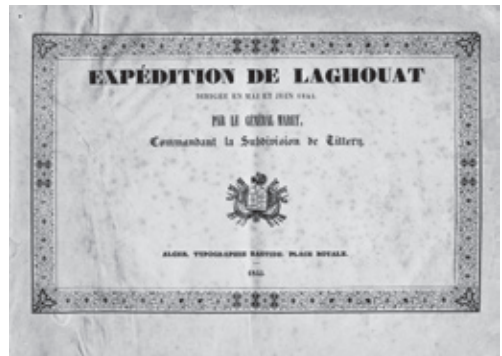 EXPÉDITION DE LAGHOUAT
DIRIGÉE EN MAI ET JUIN
PAR LE GÉNÉRAL MAREY,
Commandant la Subdivision de Tittery.
ALGER. TYPOGRAPHIE BASTIDE. PLACE ROYALE.